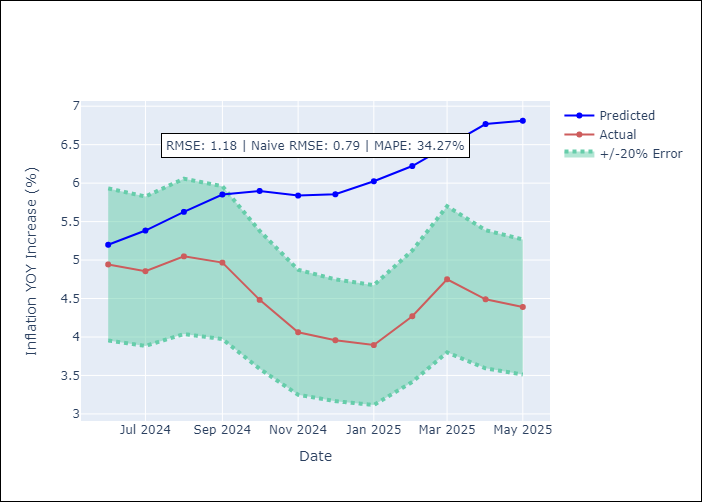 RMSE: 1.18 | Naive RMSE: 0.79 | MAPE: 34.27%
Predicted
Actual
+/-20% Error
Inflation YOY Increase (%)
7
6.5
6
5.5
5
4.5
4
3.5
3
Jul 2024
Sep 2024
Nov 2024
Jan 2025
Mar 2025
May 2025
Date